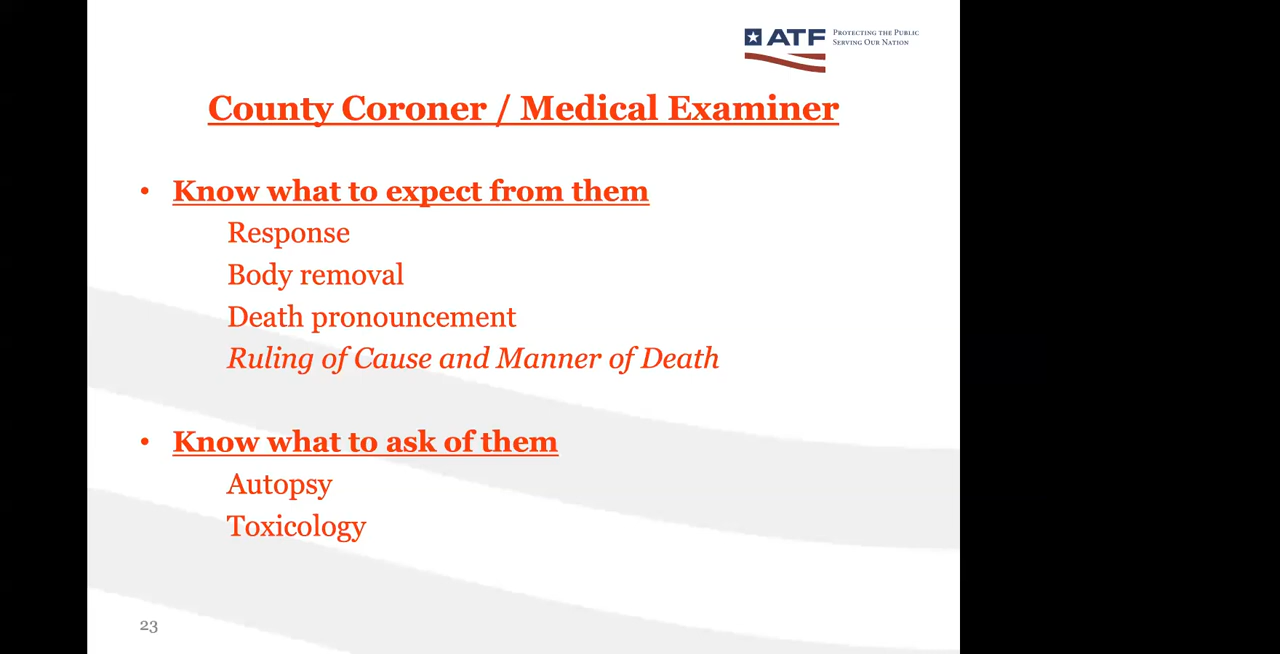 ATF
PROTECTING THE PUBLIC
SERVING OUR NATION
County Coroner / Medical Examiner
• Know what to expect from them
Response
Body removal
Death pronouncement
Ruling of Cause and Manner of Death
• Know what to ask of them
Autopsy
Toxicology
23